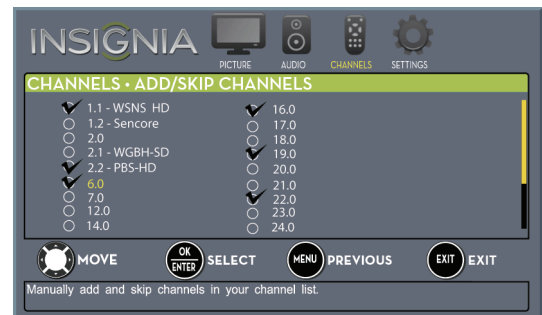 INSIGNIA
PICTURE AUDIO CHANNELS SETTINGS
CHANNELS • ADD/SKIP CHANNELS
1.1 - WSNS HD
1.2 - Sencore
2.0
2.1 - WGBH-SD
2.2 - PBS-HD
6.0
7.0
12.0
14.0
16.0
17.0
18.0
19.0
20.0
21.0
22.0
23.0
24.0
MOVE OK ENTER SELECT MENU PREVIOUS EXIT EXIT
Manually add and skip channels in your channel list.